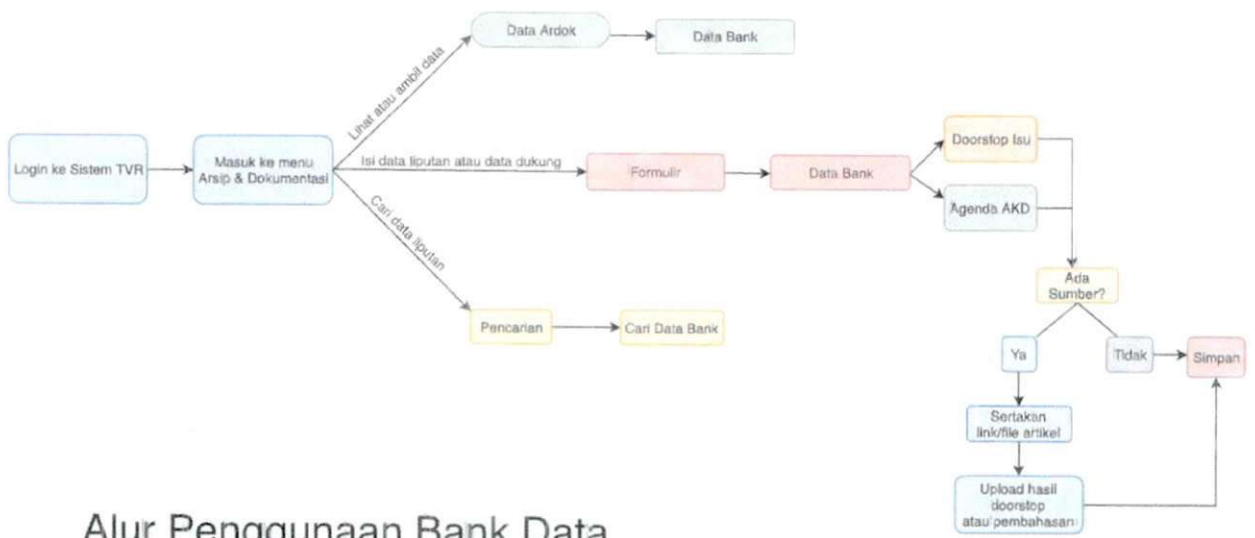 Data Ardok
Data Bank
Lihat atau ambil data
Login ke Sistem TVR
Masuk ke menu
Arsip & Dokumentasi
Isi data liputan atau data dukung
Formulir
Data Bank
Doorstop Isu
Agenda AKD
Cari data liputan
Pencarian
Cari Data Bank
Ada
Sumber?
Ya
Tidak
Simpan
Sertakan
link/file artikel
Upload hasil
doorstop
atau pembahasan
Alur Penggunaan Bank Data